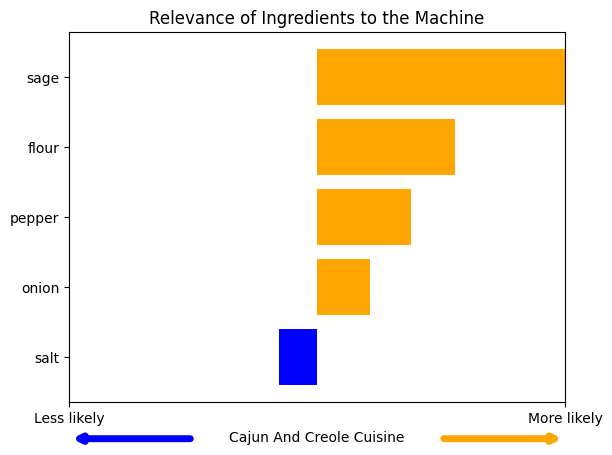 Relevance of Ingredients to the Machine
sage
flour
pepper
onion
salt
Less likely
More likely
Cajun And Creole Cuisine